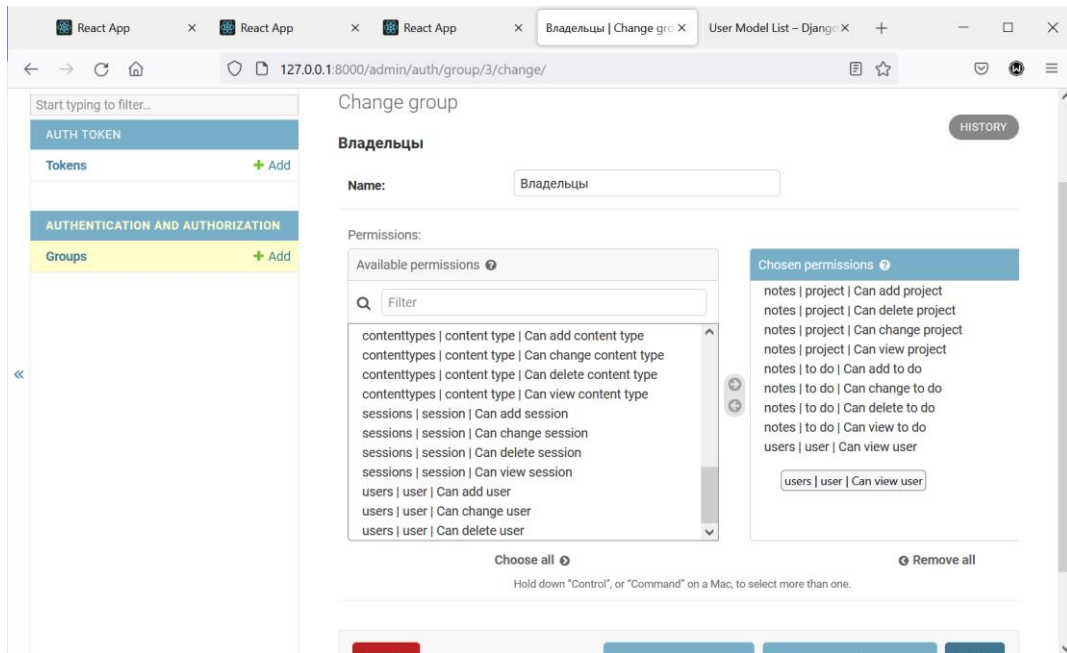 React App
React App
React App
Владельцы | Change gro
User Model List – Django
127.0.0.1:8000/admin/auth/group/3/change/
Start typing to filter...
AUTH TOKEN
Tokens + Add
AUTHENTICATION AND AUTHORIZATION
Groups + Add
Change group
HISTORY
Владельцы
Name: Владельцы
Permissions:
Available permissions
Filter
contenttypes | content type | Can add content type
contenttypes | content type | Can change content type
contenttypes | content type | Can delete content type
contenttypes | content type | Can view content type
sessions | session | Can add session
sessions | session | Can change session
sessions | session | Can delete session
sessions | session | Can view session
users | user | Can add user
users | user | Can change user
users | user | Can delete user
Choose all
Chosen permissions
notes | project | Can add project
notes | project | Can delete project
notes | project | Can change project
notes | project | Can view project
notes | to do | Can add to do
notes | to do | Can change to do
notes | to do | Can delete to do
notes | to do | Can view to do
users | user | Can view user
users | user | Can view user
Remove all
Hold down “Control”, or “Command” on a Mac, to select more than one.